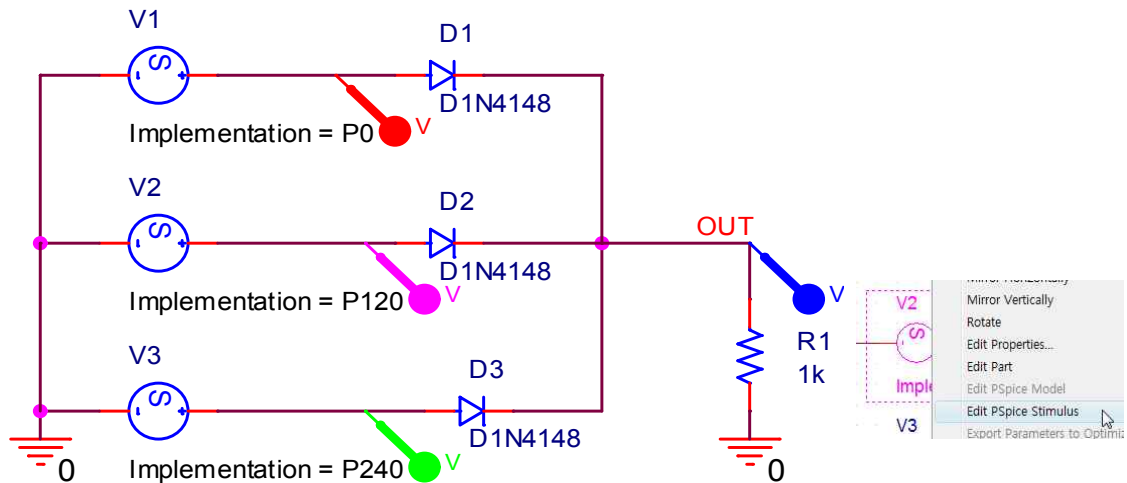 V1
D1
S
- +
D1N4148
V
Implementation = P0
V2
D2
OUT
S
- +
D1N4148
V
V
Implementation = P120
R1
1k
V3
D3
S
- +
D1N4148
V
Implementation = P240
0
0
V2
S
V3
Mirror Horizontally
Mirror Vertically
Rotate
Edit Properties...
Edit Part
Edit PSpice Model
Edit PSpice Stimulus
Export Parameters to